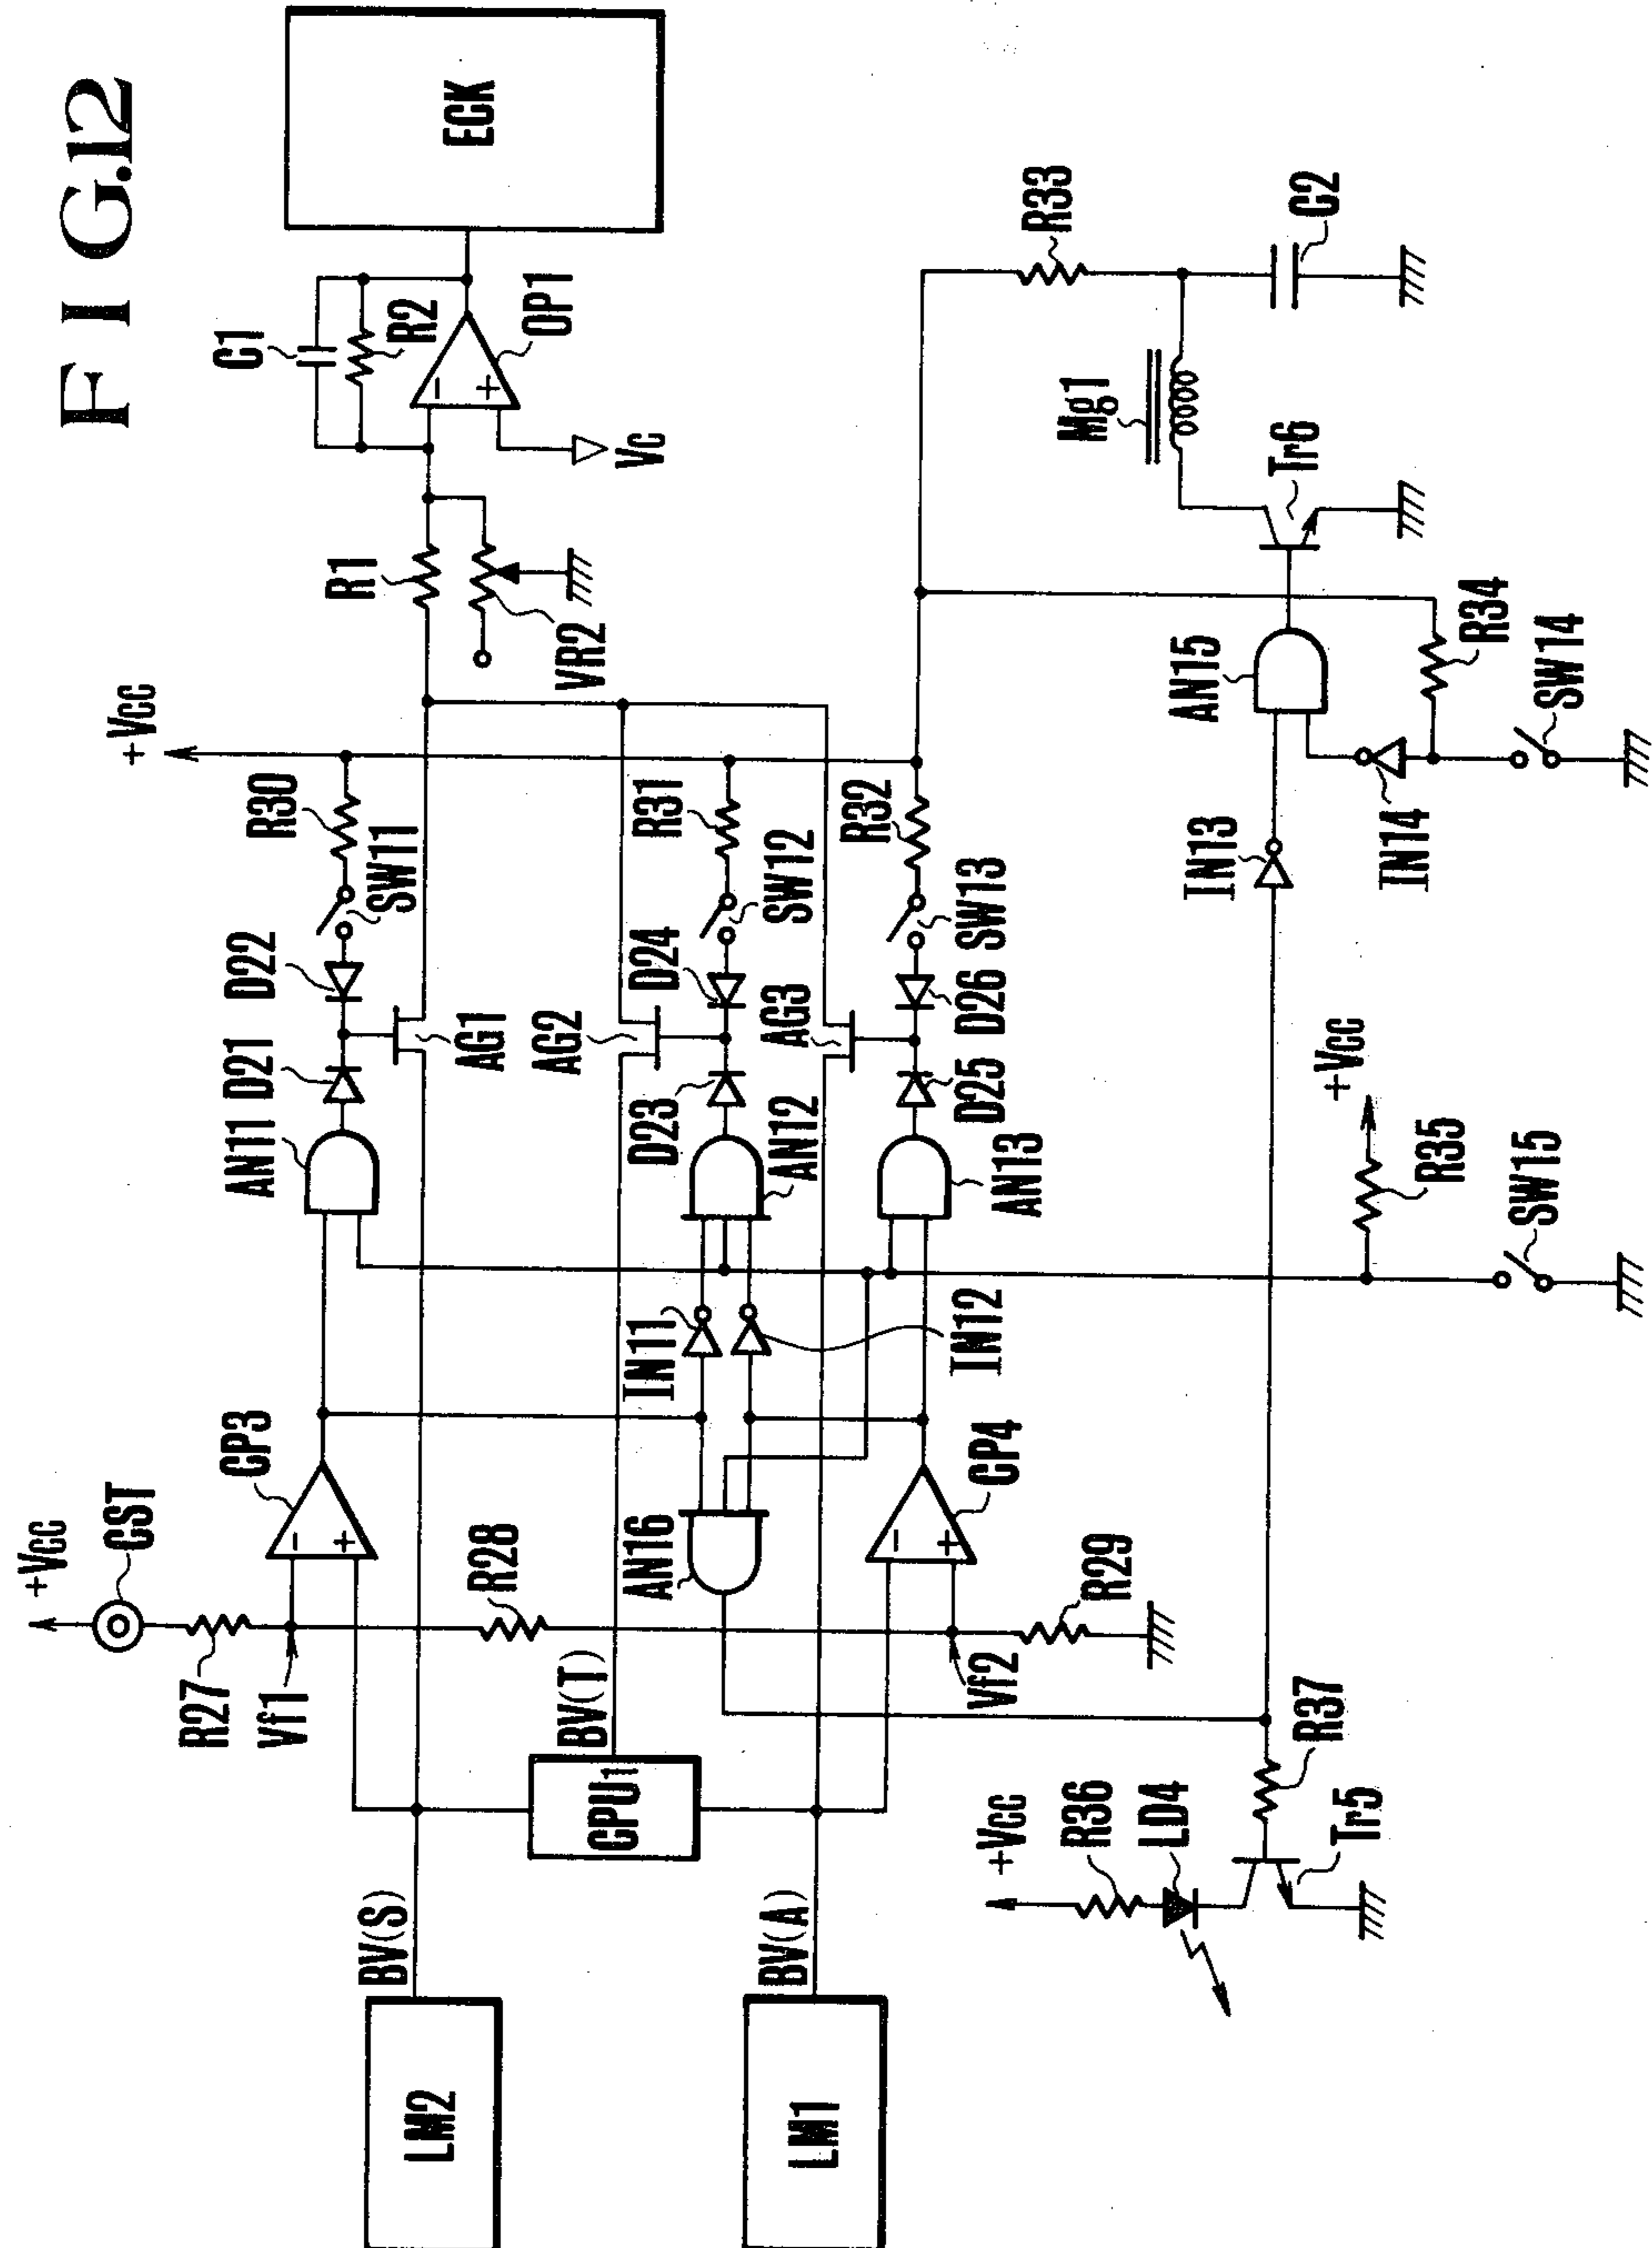 FIG.12
ECK
C1
R2
OP1
VC
R1
VR2
+VCC
R30
SW11
D22
D21
AN11
AG1
R31
SW12
D24
AG2
D23
AN12
R32
SW13
D26
AG3
D25
AN13
R33
C2
Mg1
Tr6
AN15
R34
SW14
IN14
IN13
+VCC
R35
SW15
IN11
IN12
CP3
+VCC
CST
R27
Vf1
R28
AN16
CP4
R29
Vf2
BV(T)
CPU1
BV(S)
BV(A)
LM2
LM1
+VCC
R36
LD4
R37
Tr5
−
+
−
+
−
+